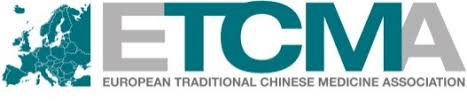 ETCMA
EUROPEAN TRADITIONAL CHINESE MEDICINE ASSOCIATION